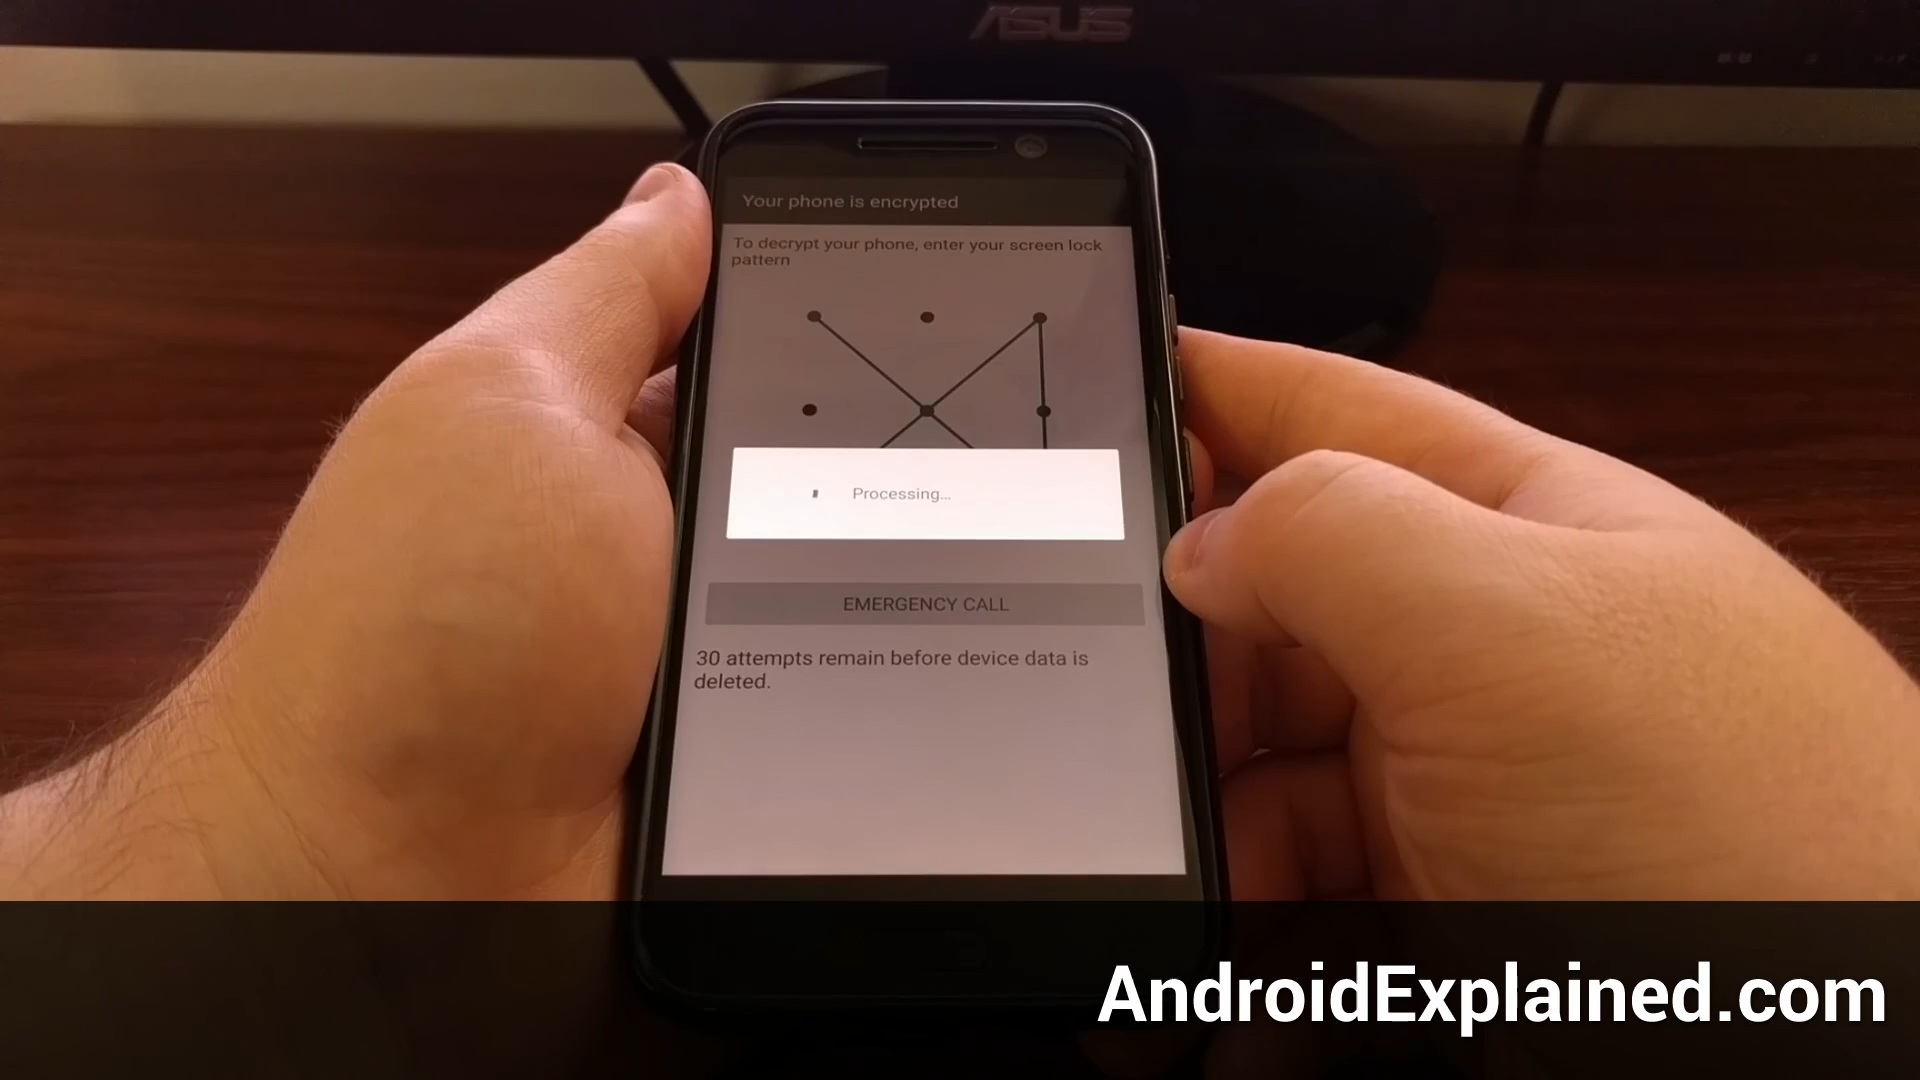 ASUS
Your phone is encrypted
To decrypt your phone, enter your screen lock
pattern
Processing...
EMERGENCY CALL
30 attempts remain before device data is
deleted.
AndroidExplained.com